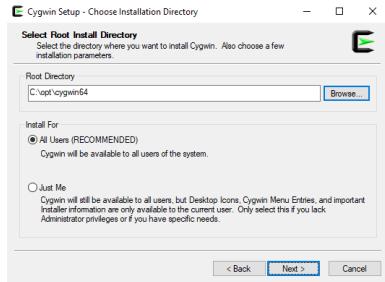 Cygwin Setup - Choose Installation Directory
Select Root Install Directory
Select the directory where you want to install Cygwin. Also choose a few
installation parameters.
Root Directory
C:\opt\cygwin64
Browse...
Install For
All Users (RECOMMENDED)
Cygwin will be available to all users of the system.
Just Me
Cygwin will still be available to all users, but Desktop Icons, Cygwin Menu Entries, and important
Installer information are only available to the current user. Only select this if you lack
Administrator privileges or if you have specific needs.
< Back
Next >
Cancel